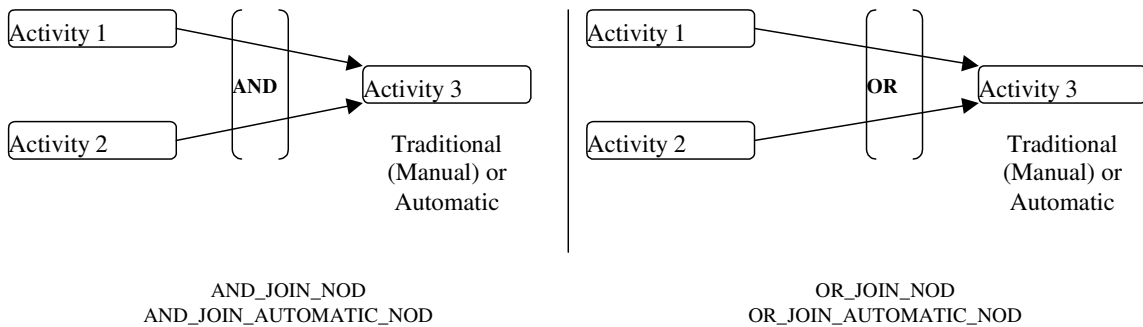 Activity 1
AND
Activity 3
Activity 2
Traditional
(Manual) or
Automatic
AND_JOIN_NOD
AND_JOIN_AUTOMATIC_NOD
Activity 1
OR
Activity 3
Activity 2
Traditional
(Manual) or
Automatic
OR_JOIN_NOD
OR_JOIN_AUTOMATIC_NOD